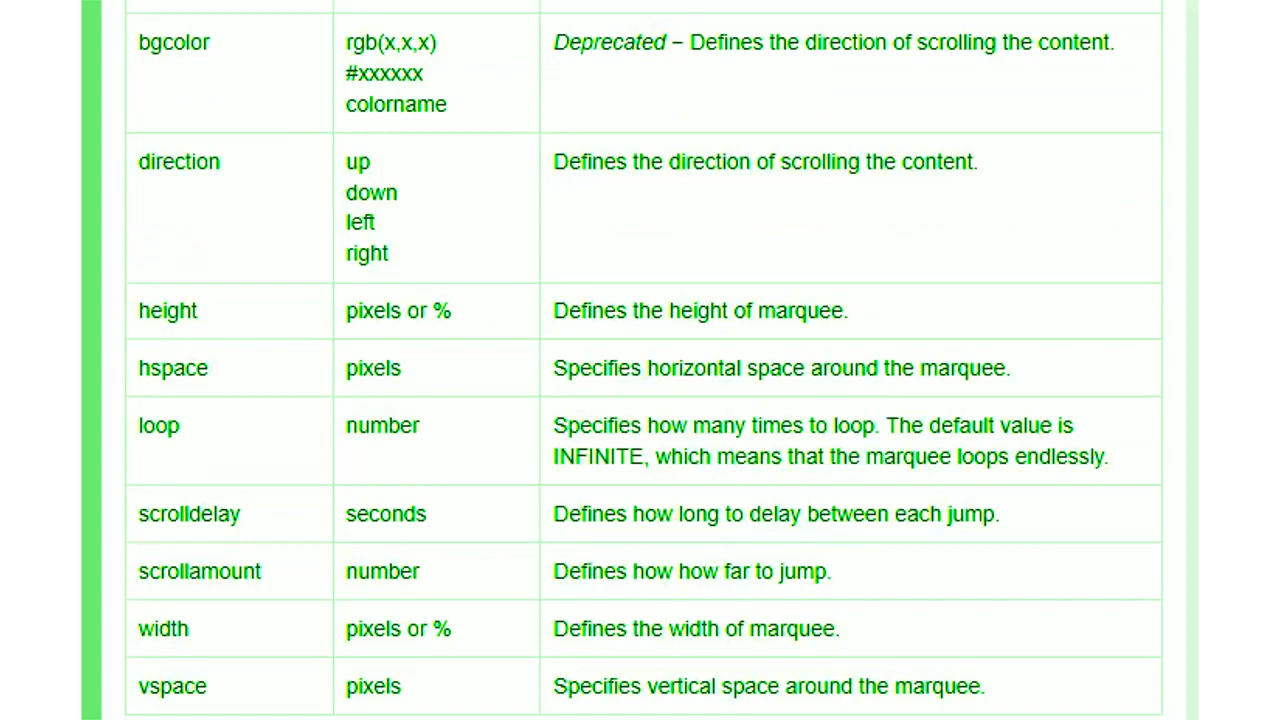 bgcolor rgb(x,x,x) Deprecated – Defines the direction of scrolling the content.
#xxxxxx
colorname
direction up Defines the direction of scrolling the content.
down
left
right
height pixels or % Defines the height of marquee.
hspace pixels Specifies horizontal space around the marquee.
loop number Specifies how many times to loop. The default value is
INFINITE, which means that the marquee loops endlessly.
scrolldelay seconds Defines how long to delay between each jump.
scrollamount number Defines how how far to jump.
width pixels or % Defines the width of marquee.
vspace pixels Specifies vertical space around the marquee.